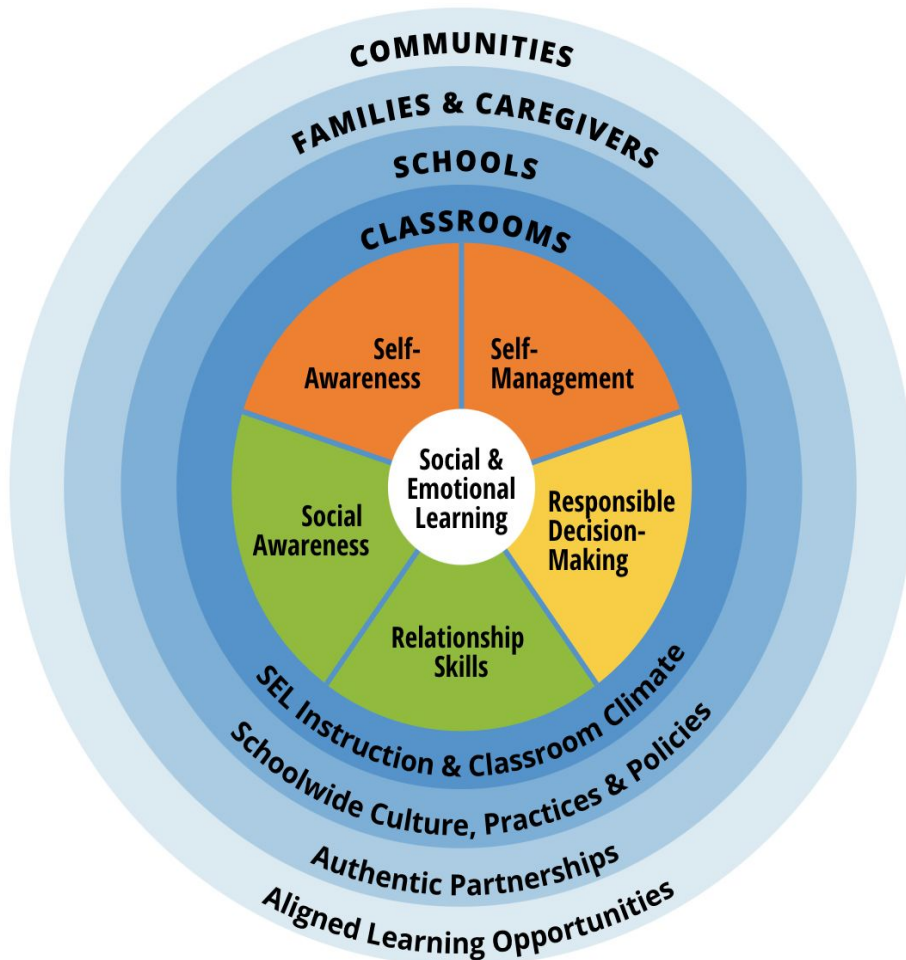 COMMUNITIES
FAMILIES & CAREGIVERS
SCHOOLS
CLASSROOMS
Self-
Awareness
Self-
Management
Social &
Emotional
Learning
Social
Awareness
Responsible
Decision-
Making
Relationship
Skills
SEL Instruction & Classroom Climate
Schoolwide Culture, Practices & Policies
Authentic Partnerships
Aligned Learning Opportunities